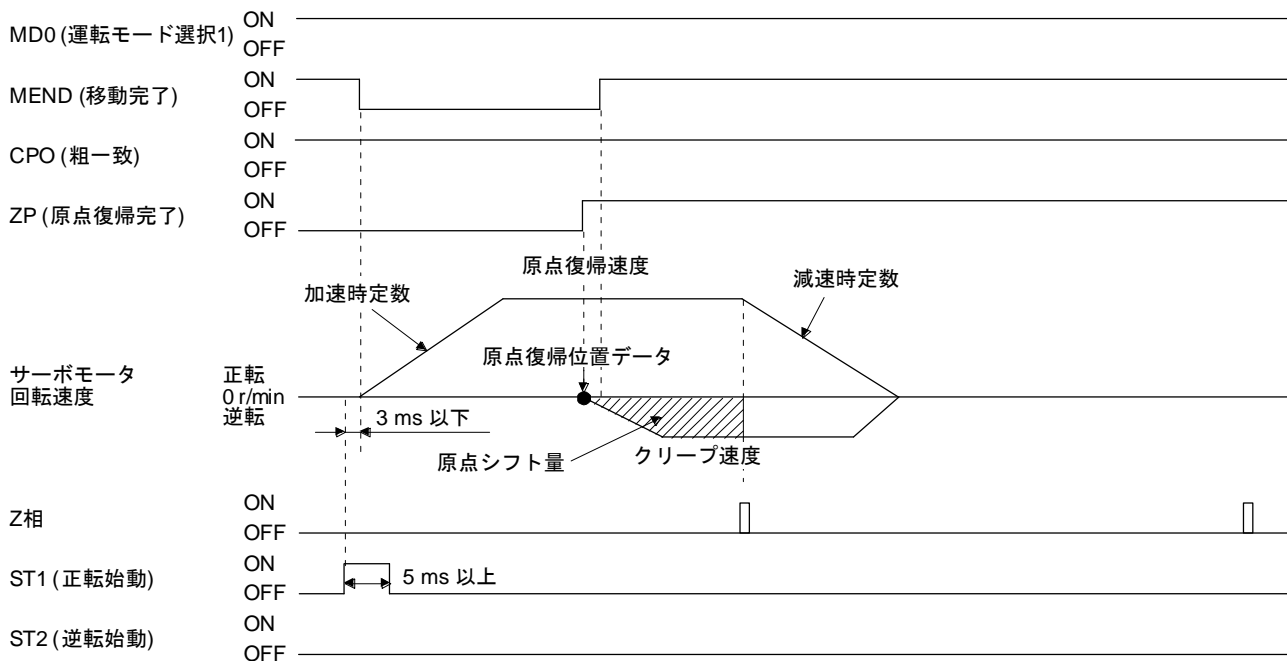 MD0 (運転モード選択1)
ON
OFF
MEND (移動完了)
ON
OFF
CPO (粗一致)
ON
OFF
ZP (原点復帰完了)
ON
OFF
原点復帰速度
加速時定数
減速時定数
原点復帰位置データ
サーボモータ
回転速度
正転
0 r/min
逆転
3 ms 以下
原点シフト量
クリープ速度
Z相
ON
OFF
ST1 (正転始動)
ON
OFF
5 ms 以上
ST2 (逆転始動)
ON
OFF